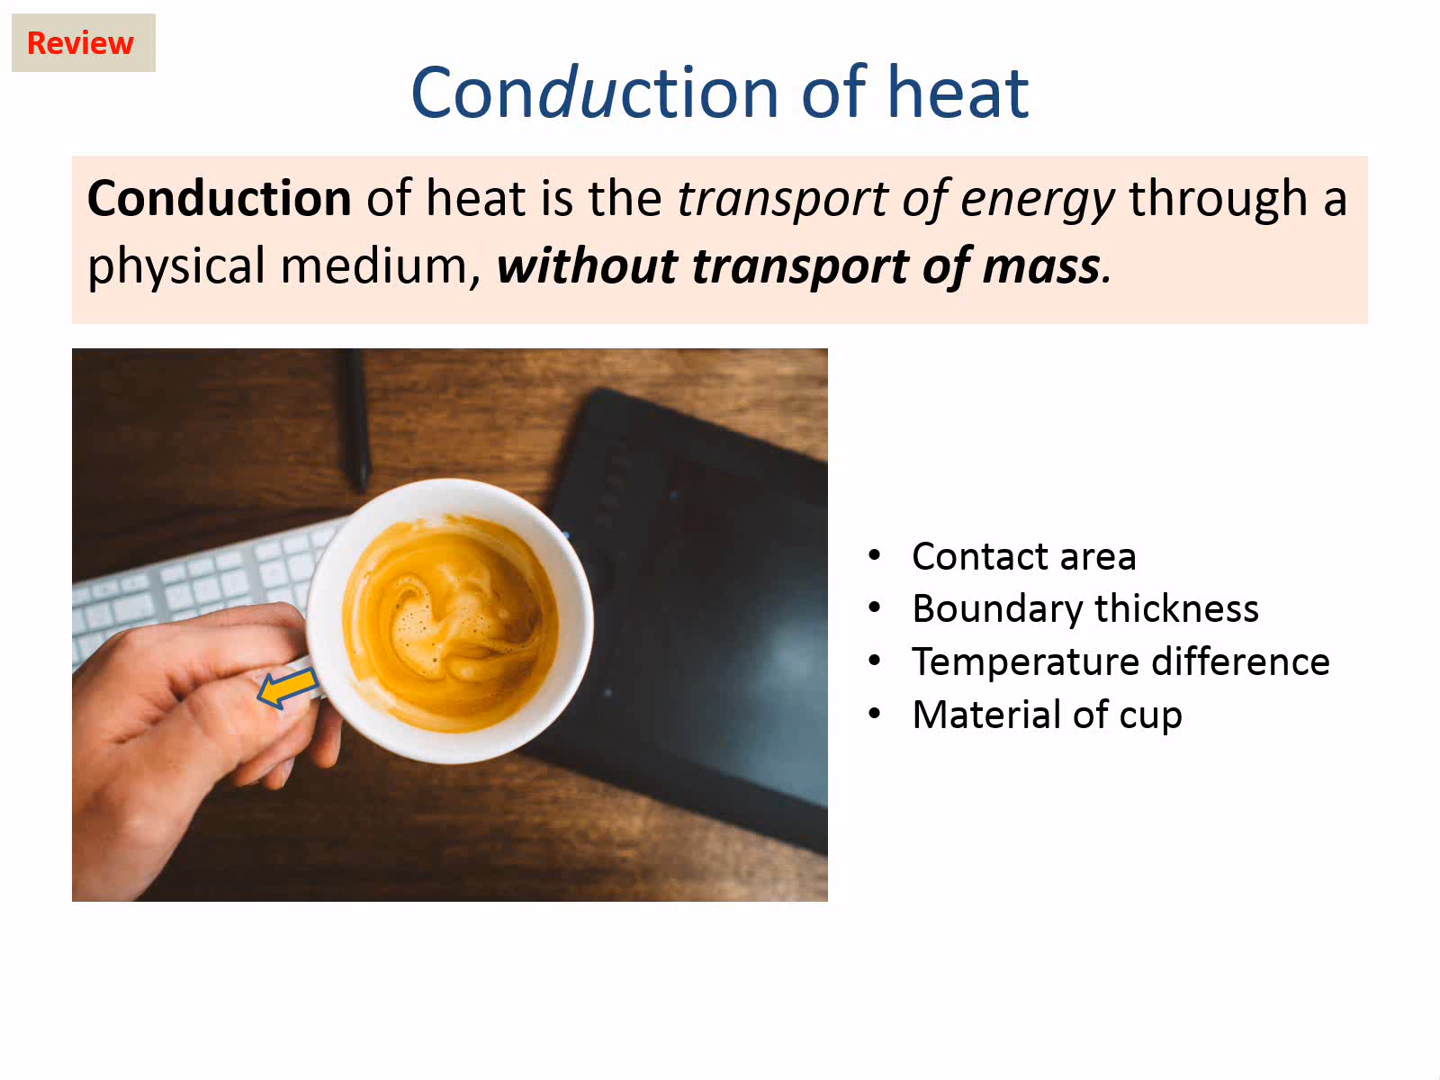 Review
Conduction of heat
Conduction of heat is the transport of energy through a
physical medium, without transport of mass.
• Contact area
• Boundary thickness
• Temperature difference
• Material of cup